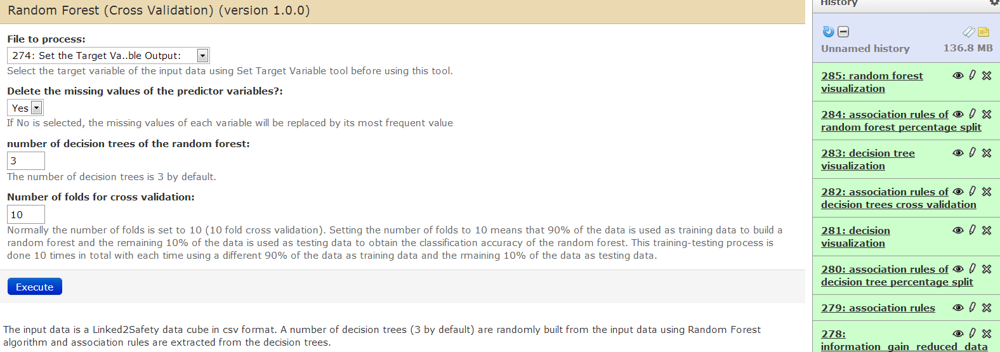 Random Forest (Cross Validation) (version 1.0.0)
File to process:
274: Set the Target Va..ble Output:
Select the target variable of the input data using Set Target Variable tool before using this tool.
Delete the missing values of the predictor variables?:
Yes
If No is selected, the missing values of each variable will be replaced by its most frequent value
number of decision trees of the random forest:
3
The number of decision trees is 3 by default.
Number of folds for cross validation:
10
Normally the number of folds is set to 10 (10 fold cross validation). Setting the number of folds to 10 means that 90% of the data is used as training data to build a
random forest and the remaining 10% of the data is used as testing data to obtain the classification accuracy of the random forest. This training-testing process is
done 10 times in total with each time using a different 90% of the data as training data and the rmaining 10% of the data as testing data.
Execute
The input data is a Linked2Safety data cube in csv format. A number of decision trees (3 by default) are randomly built from the input data using Random Forest
algorithm and association rules are extracted from the decision trees.
History
Unnamed history 136.8 MB
285: random forest
visualization
284: association rules of
random forest percentage split
283: decision tree
visualization
282: association rules of
decision trees cross validation
281: decision
visualization
280: association rules of
decision tree percentage split
279: association rules
278:
information_gain_reduced_data